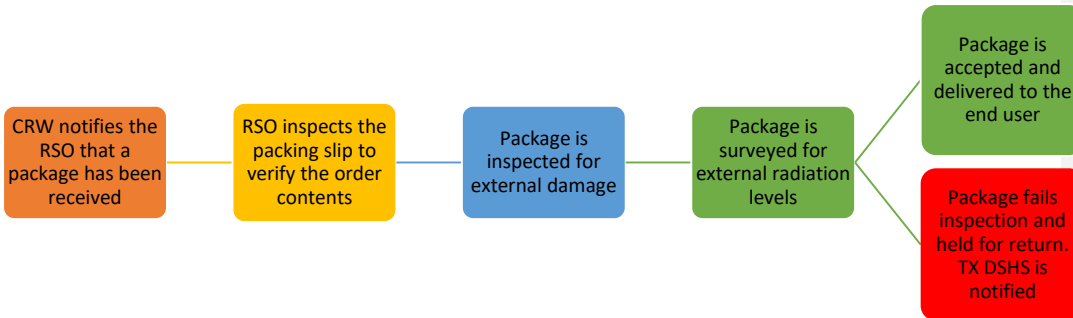 CRW notifies the
RSO that a
package has been
received
RSO inspects the
packing slip to
verify the order
contents
Package is
inspected for
external damage
Package is
surveyed for
external radiation
levels
Package is
accepted and
delivered to the
end user
Package fails
inspection and
held for return.
TX DSHS is
notified